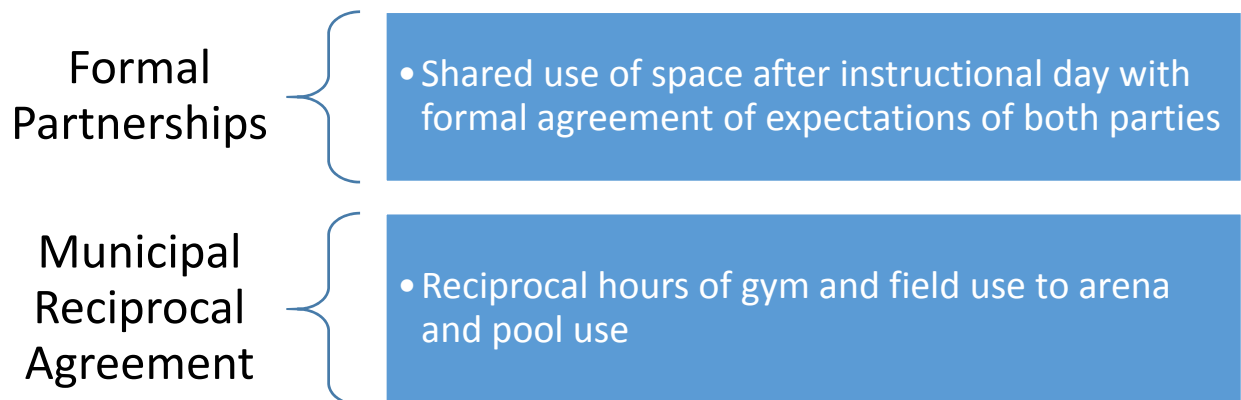 Formal
Partnerships
• Shared use of space after instructional day with
formal agreement of expectations of both parties
Municipal
Reciprocal
Agreement
• Reciprocal hours of gym and field use to arena
and pool use